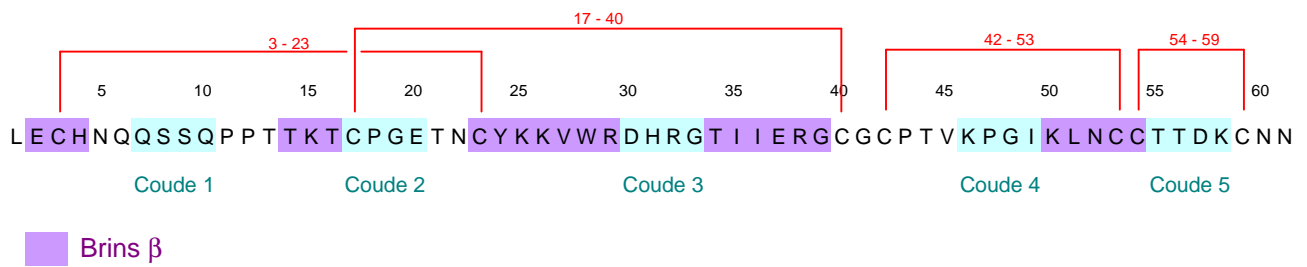 17 - 40
3 - 23
42 - 53
54 - 59
5 10 15 20 25 30 35 40 45 50 55 60
L E C H N Q Q S S Q P P T T K T C P G E T N C Y K K V W R D H R G T I I E R G C G C P T V K P G I K L N C C T T D K C N N
Coude 1 Coude 2 Coude 3 Coude 4 Coude 5
Brins β